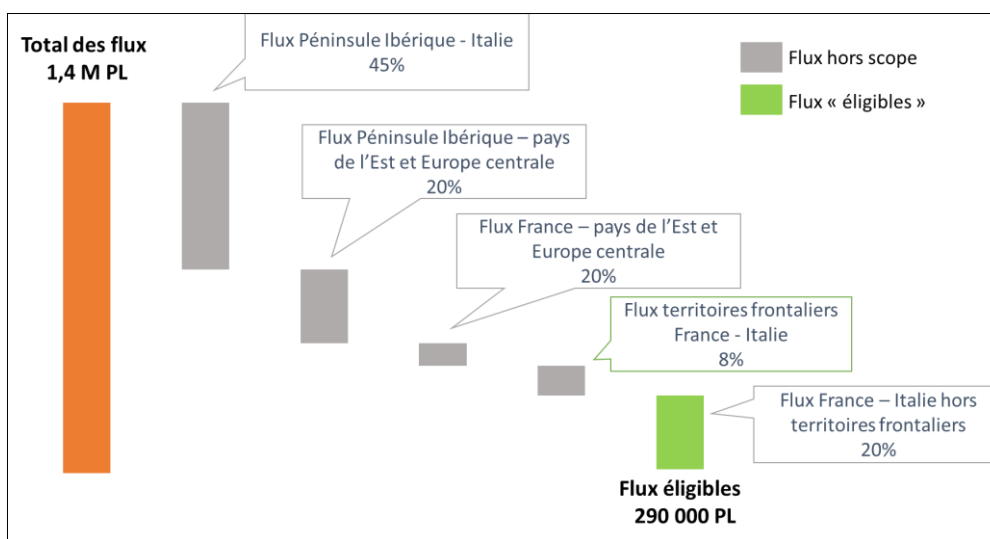 Total des flux
1,4 M PL
Flux Péninsule Ibérique - Italie
45%
Flux hors scope
Flux « éligibles »
Flux Péninsule Ibérique – pays
de l’Est et Europe centrale
20%
Flux France – pays de l’Est et
Europe centrale
20%
Flux territoires frontaliers
France - Italie
8%
Flux France – Italie hors
territoires frontaliers
20%
Flux éligibles
290 000 PL